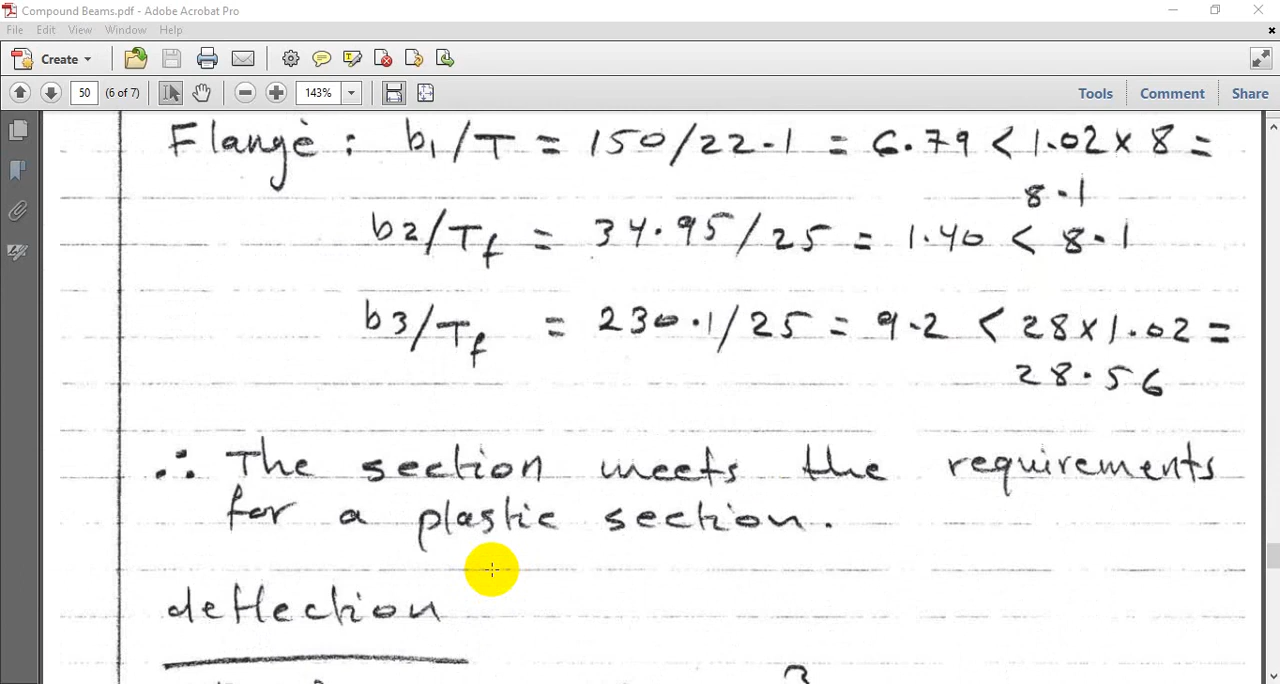 Compound Beams.pdf - Adobe Acrobat Pro
File Edit View Window Help
Create
50 (6 of 7) 143% Tools Comment Share
Flange : b1/T = 150/22.1 = 6.79 < 1.02 x 8 =
8.1
b2/Tf = 34.95/25 = 1.40 < 8.1
b3/Tf = 230.1/25 = 9.2 < 28x1.02 =
28.56
∴ The section meets the requirements
for a plastic section.
deflection